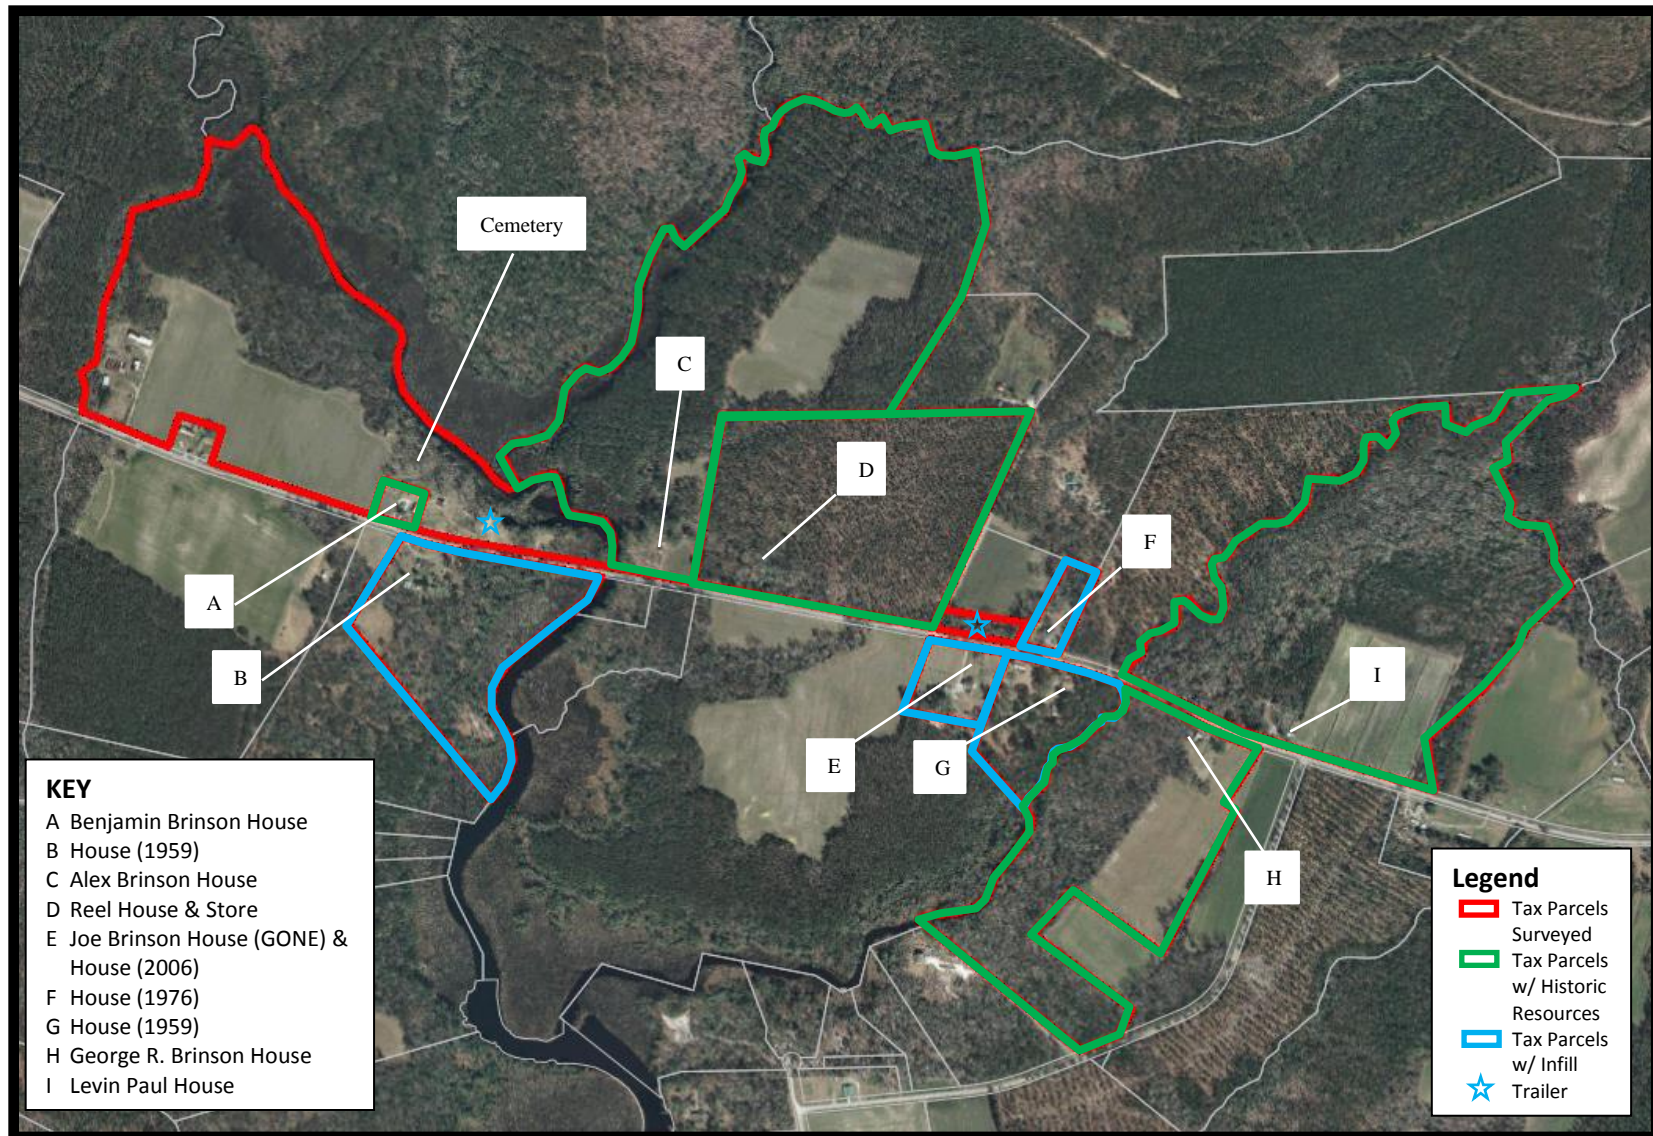 Cemetery
C
D
F
A
B
I
E
G
H
KEY
A Benjamin Brinson House
B House (1959)
C Alex Brinson House
D Reel House & Store
E Joe Brinson House (GONE) &
House (2006)
F House (1976)
G House (1959)
H George R. Brinson House
I Levin Paul House
Legend
Tax Parcels
Surveyed
Tax Parcels
w/ Historic
Resources
Tax Parcels
w/ Infill
Trailer